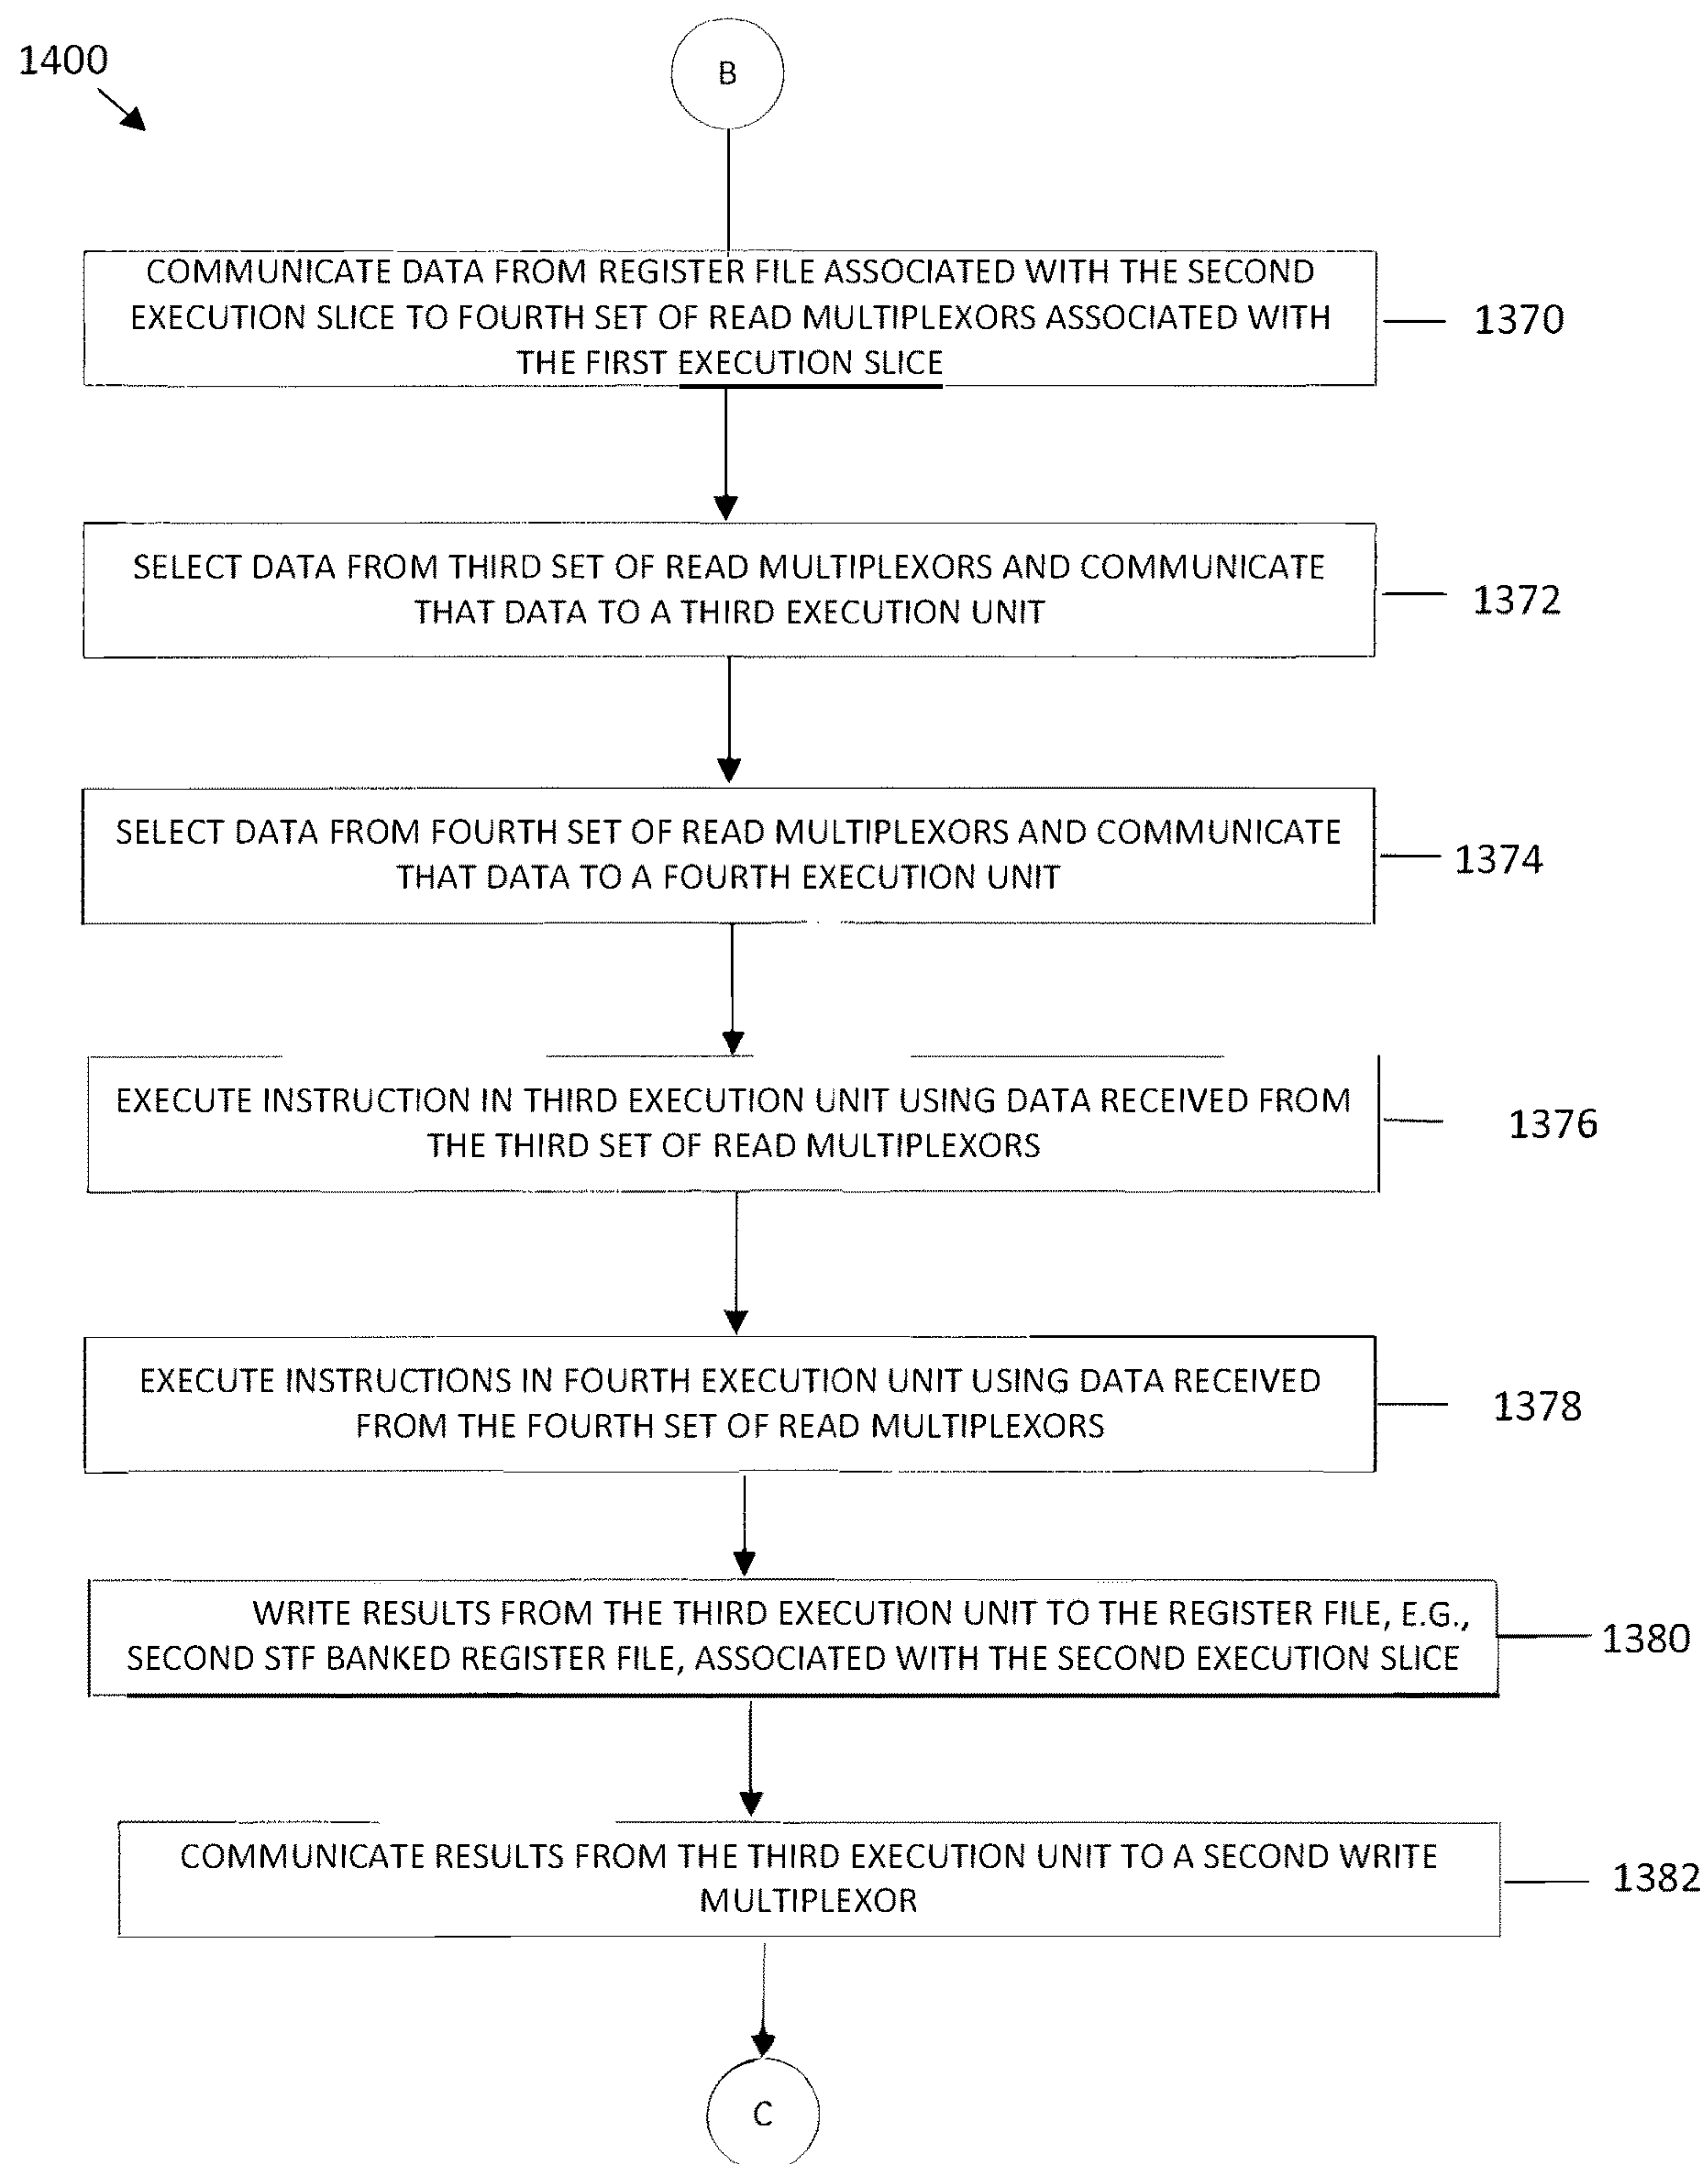 1400
B
COMMUNICATE DATA FROM REGISTER FILE ASSOCIATED WITH THE SECOND
EXECUTION SLICE TO FOURTH SET OF READ MULTIPLEXORS ASSOCIATED WITH
THE FIRST EXECUTION SLICE
1370
SELECT DATA FROM THIRD SET OF READ MULTIPLEXORS AND COMMUNICATE
THAT DATA TO A THIRD EXECUTION UNIT
1372
SELECT DATA FROM FOURTH SET OF READ MULTIPLEXORS AND COMMUNICATE
THAT DATA TO A FOURTH EXECUTION UNIT
1374
EXECUTE INSTRUCTION IN THIRD EXECUTION UNIT USING DATA RECEIVED FROM
THE THIRD SET OF READ MULTIPLEXORS
1376
EXECUTE INSTRUCTIONS IN FOURTH EXECUTION UNIT USING DATA RECEIVED
FROM THE FOURTH SET OF READ MULTIPLEXORS
1378
WRITE RESULTS FROM THE THIRD EXECUTION UNIT TO THE REGISTER FILE, E.G.,
SECOND STF BANKED REGISTER FILE, ASSOCIATED WITH THE SECOND EXECUTION SLICE
1380
COMMUNICATE RESULTS FROM THE THIRD EXECUTION UNIT TO A SECOND WRITE
MULTIPLEXOR
1382
C